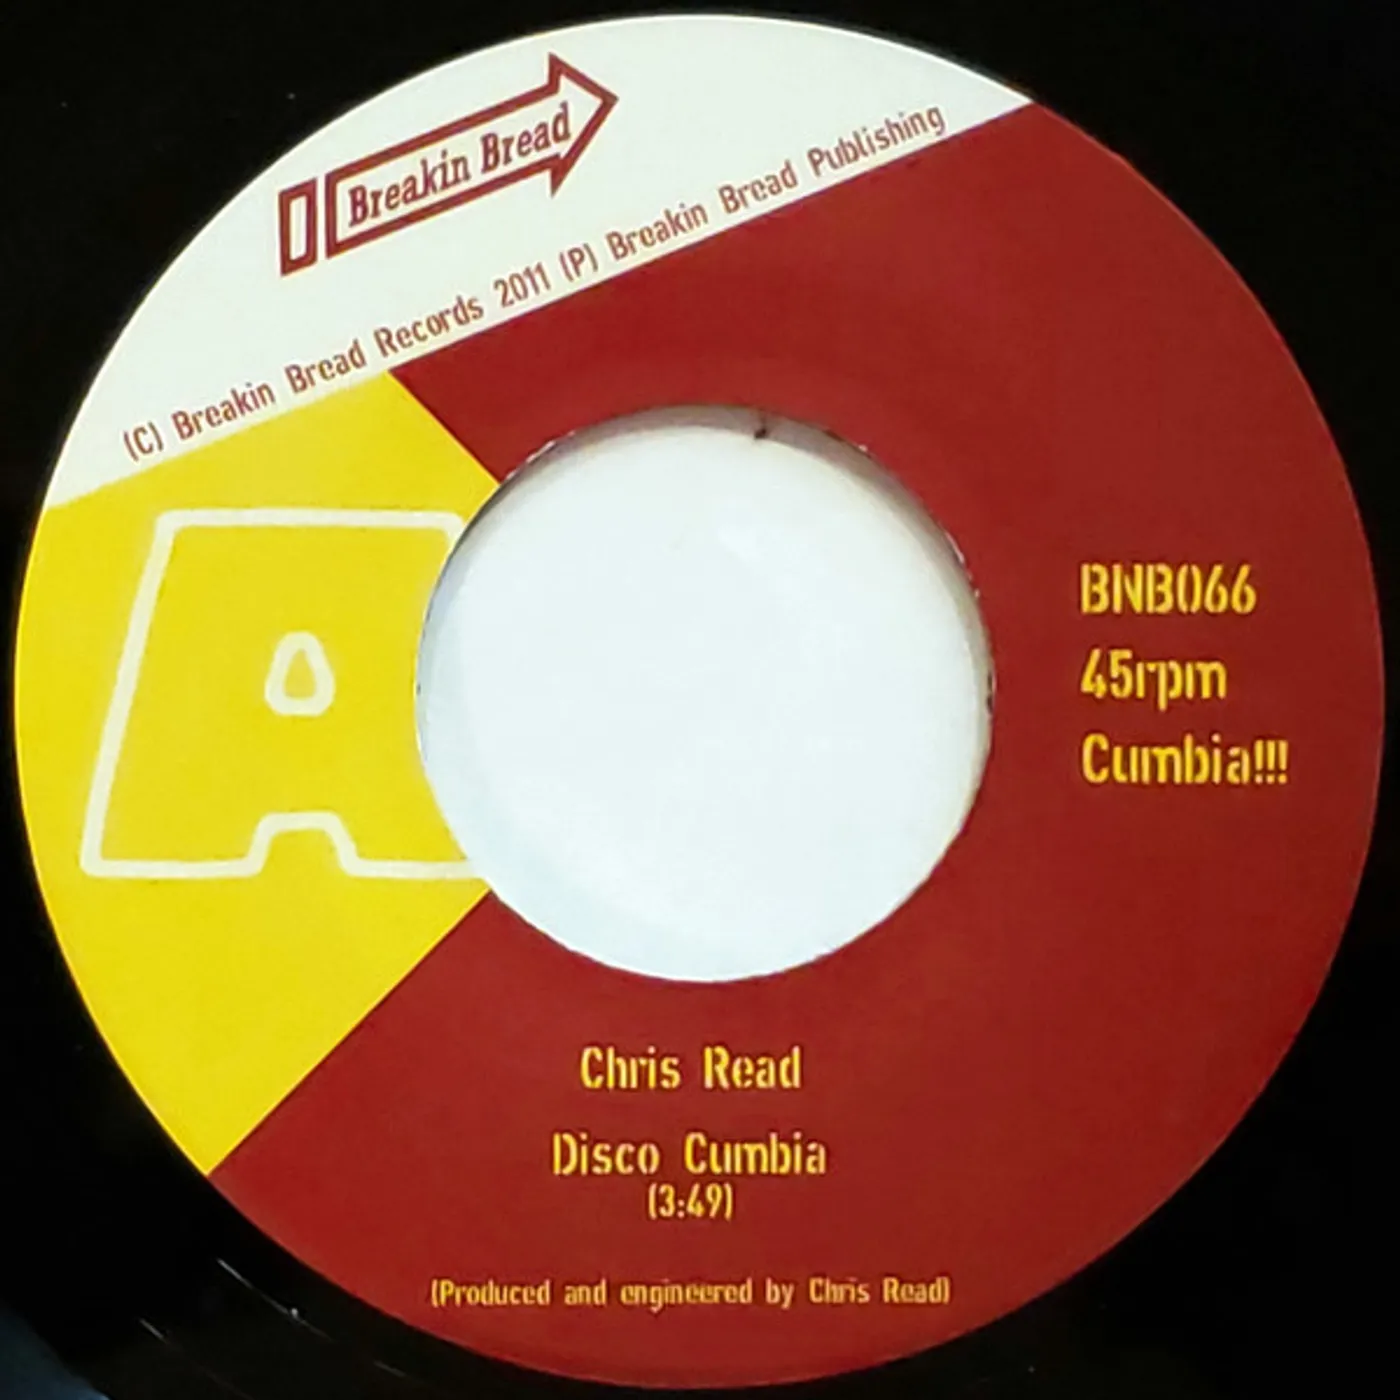 Breakin Bread
(C) Breakin Bread Records 2011 (P) Breakin Bread Publishing
A
BNB066
45rpm
Cumbia!!!
Chris Read
Disco Cumbia
(3:49)
(Produced and engineered by Chris Read)